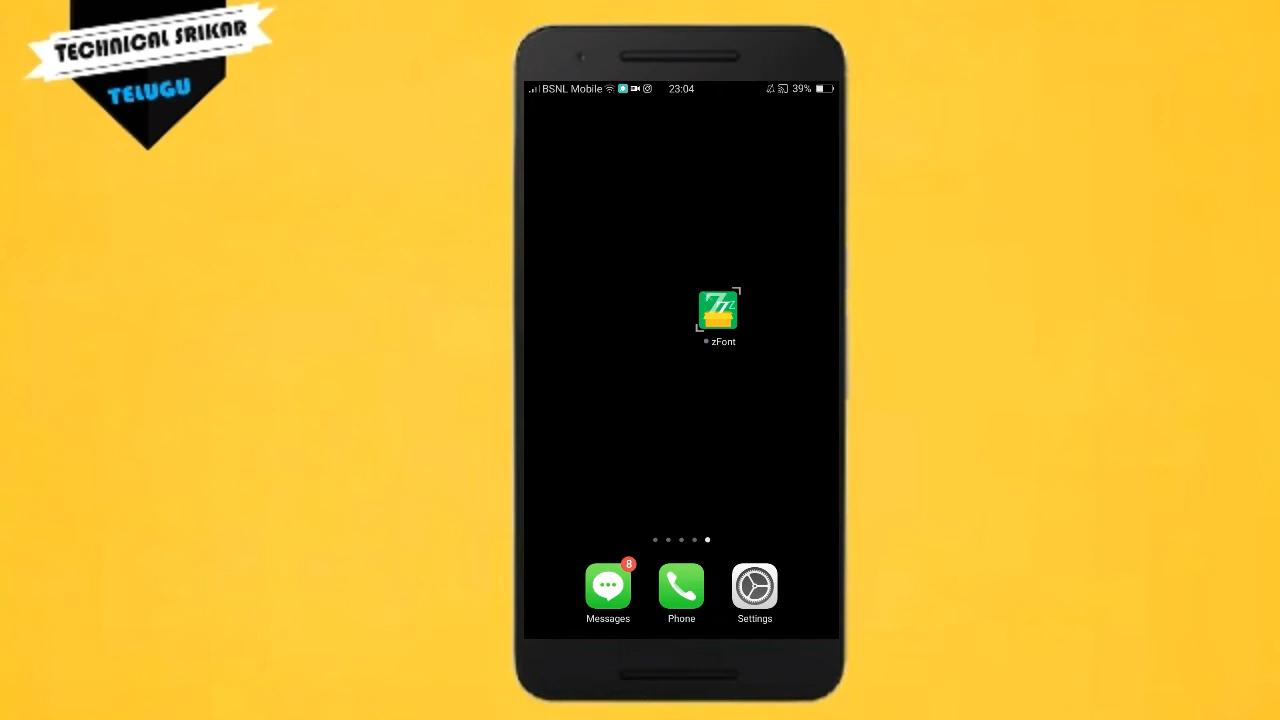 TECHNICAL SRIKAR
TELUGU
BSNL Mobile 23:04 39%
zFont
8
Messages Phone Settings